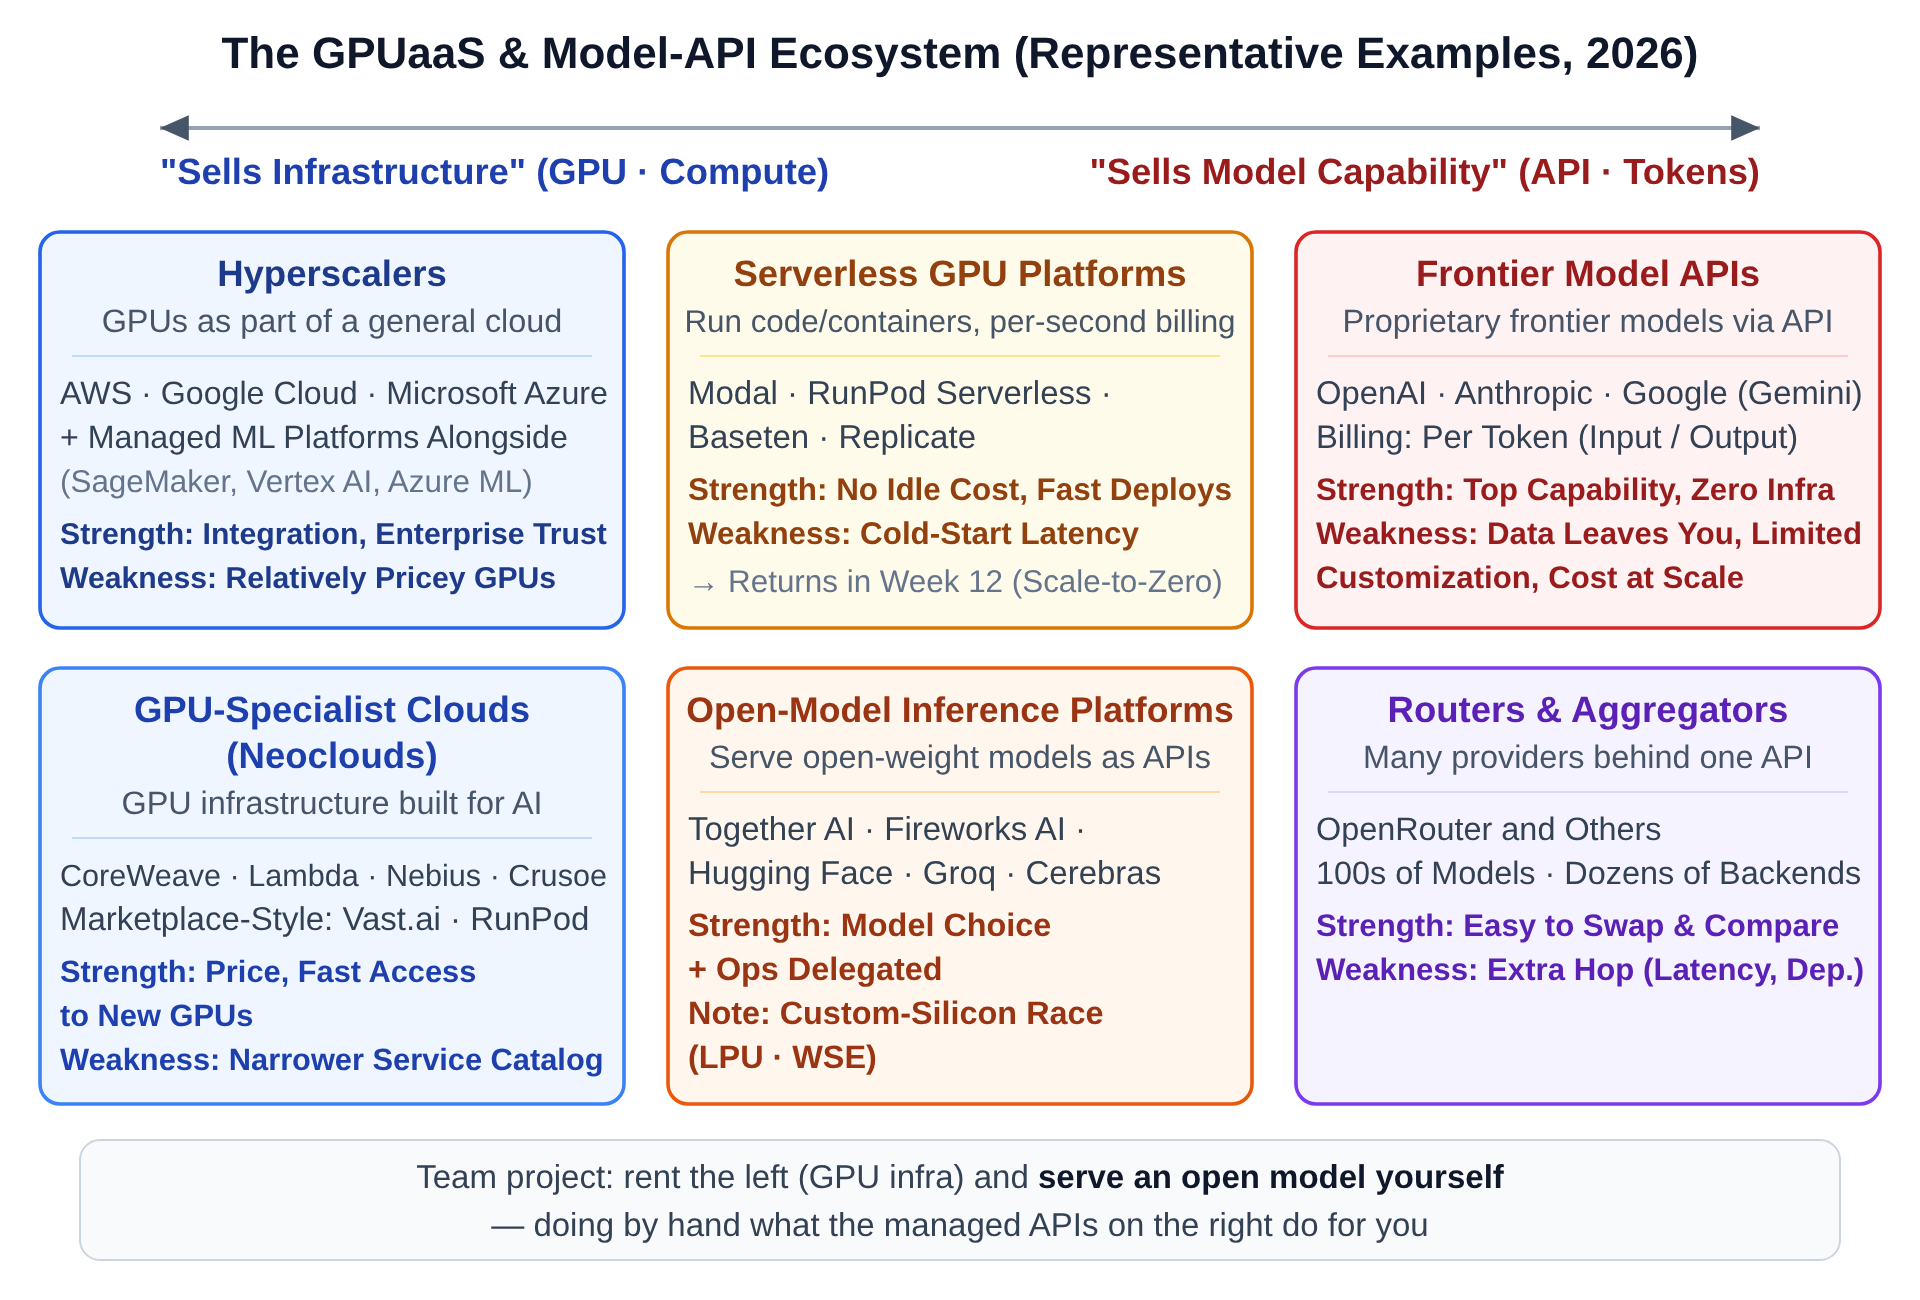 The GPUaaS & Model-API Ecosystem (Representative Examples, 2026)
"Sells Infrastructure" (GPU · Compute)
"Sells Model Capability" (API · Tokens)
Hyperscalers
GPUs as part of a general cloud
AWS · Google Cloud · Microsoft Azure
+ Managed ML Platforms Alongside
(SageMaker, Vertex AI, Azure ML)
Strength: Integration, Enterprise Trust
Weakness: Relatively Pricey GPUs
Serverless GPU Platforms
Run code/containers, per-second billing
Modal · RunPod Serverless ·
Baseten · Replicate
Strength: No Idle Cost, Fast Deploys
Weakness: Cold-Start Latency
→ Returns in Week 12 (Scale-to-Zero)
Frontier Model APIs
Proprietary frontier models via API
OpenAI · Anthropic · Google (Gemini)
Billing: Per Token (Input / Output)
Strength: Top Capability, Zero Infra
Weakness: Data Leaves You, Limited
Customization, Cost at Scale
GPU-Specialist Clouds
(Neoclouds)
GPU infrastructure built for AI
CoreWeave · Lambda · Nebius · Crusoe
Marketplace-Style: Vast.ai · RunPod
Strength: Price, Fast Access
to New GPUs
Weakness: Narrower Service Catalog
Open-Model Inference Platforms
Serve open-weight models as APIs
Together AI · Fireworks AI ·
Hugging Face · Groq · Cerebras
Strength: Model Choice
+ Ops Delegated
Note: Custom-Silicon Race
(LPU · WSE)
Routers & Aggregators
Many providers behind one API
OpenRouter and Others
100s of Models · Dozens of Backends
Strength: Easy to Swap & Compare
Weakness: Extra Hop (Latency, Dep.)
Team project: rent the left (GPU infra) and serve an open model yourself
— doing by hand what the managed APIs on the right do for you